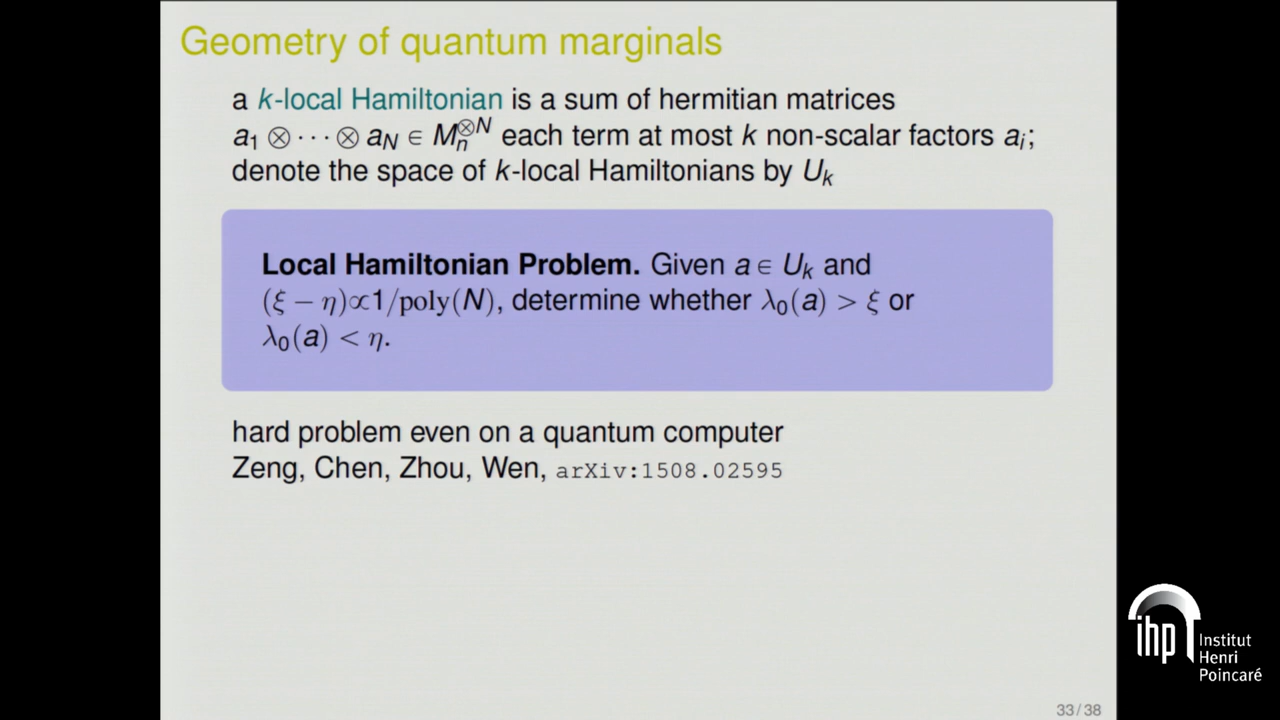 Geometry of quantum marginals
a k-local Hamiltonian is a sum of hermitian matrices
a₁ ⊗ ··· ⊗ a_N ∈ M_n^{⊗N} each term at most k non-scalar factors a_i;
denote the space of k-local Hamiltonians by U_k
Local Hamiltonian Problem. Given a ∈ U_k and
(ξ − η)∝1/poly(N), determine whether λ₀(a) > ξ or
λ₀(a) < η.
hard problem even on a quantum computer
Zeng, Chen, Zhou, Wen, arXiv:1508.02595
ihp Institut
Henri
Poincaré
33/38